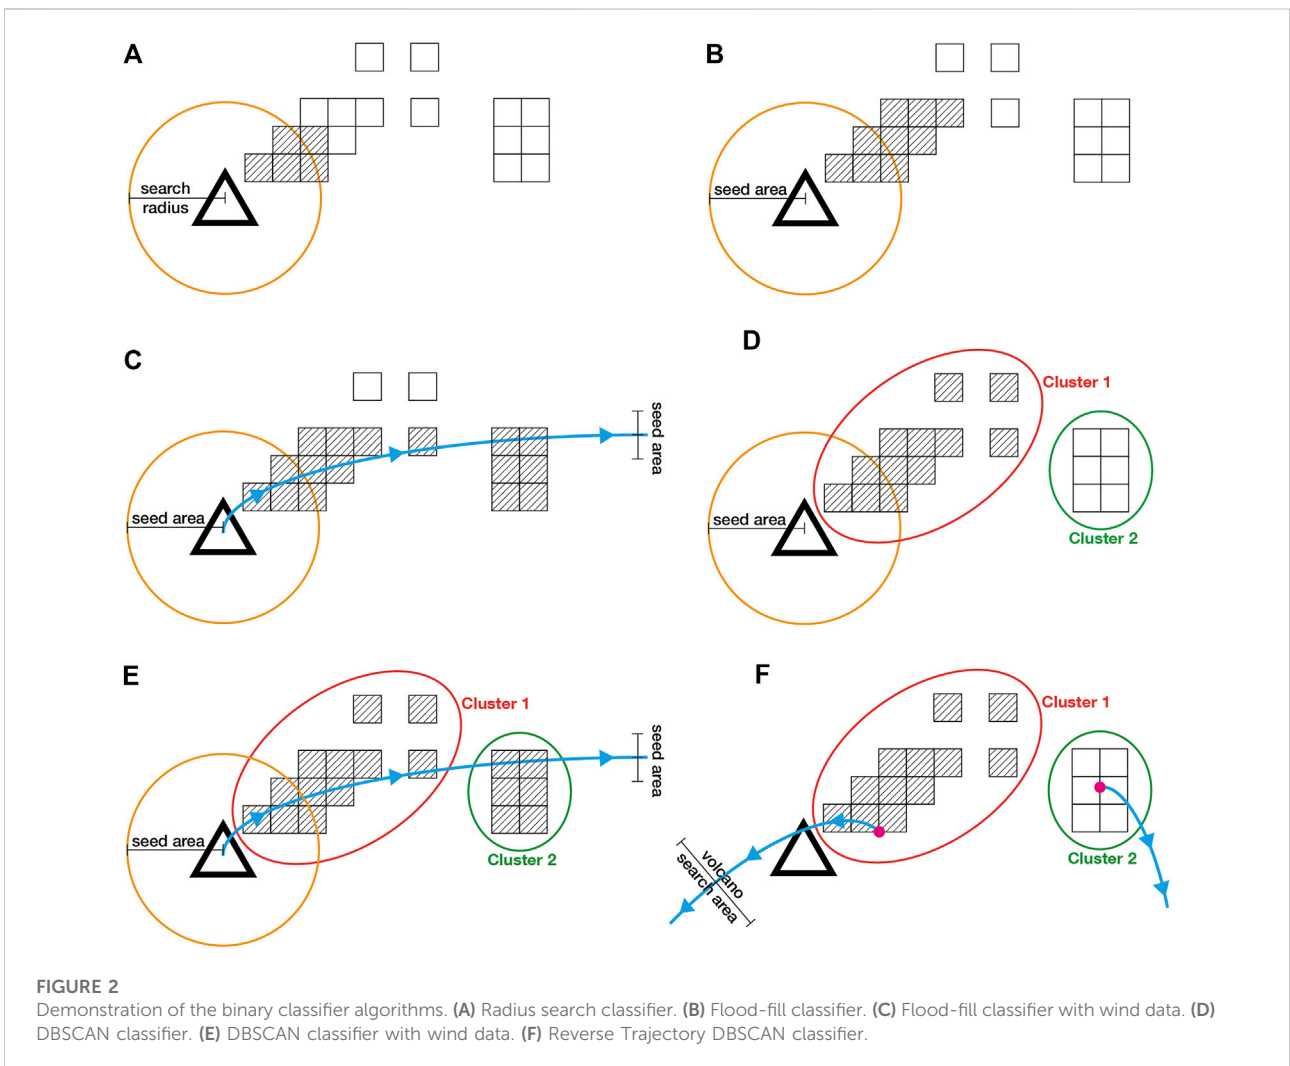 A
search
radius
B
seed area
C
seed area
seed area
D
Cluster 1
seed area
Cluster 2
E
Cluster 1
seed area
seed area
Cluster 2
F
Cluster 1
Cluster 2
volcano
search area
FIGURE 2
Demonstration of the binary classifier algorithms. (A) Radius search classifier. (B) Flood-fill classifier. (C) Flood-fill classifier with wind data. (D)
DBSCAN classifier. (E) DBSCAN classifier with wind data. (F) Reverse Trajectory DBSCAN classifier.